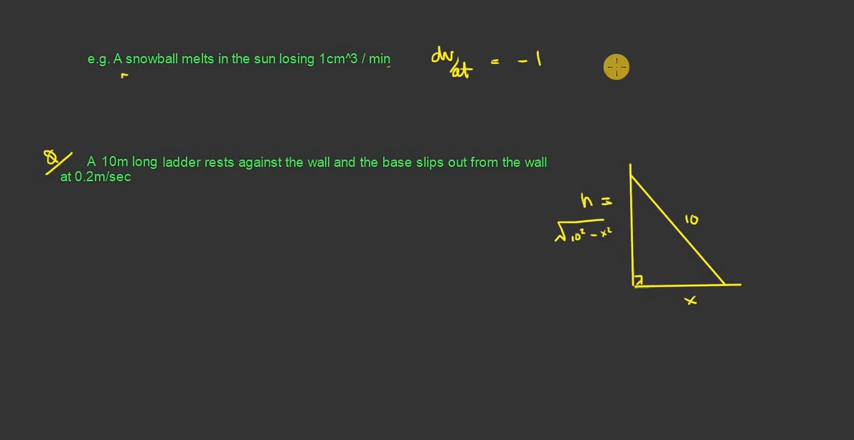 e.g. A snowball melts in the sun losing 1cm^3 / min
dv/dt = -1
Q/ A 10m long ladder rests against the wall and the base slips out from the wall
at 0.2m/sec
h =
√10² - x²
10
x